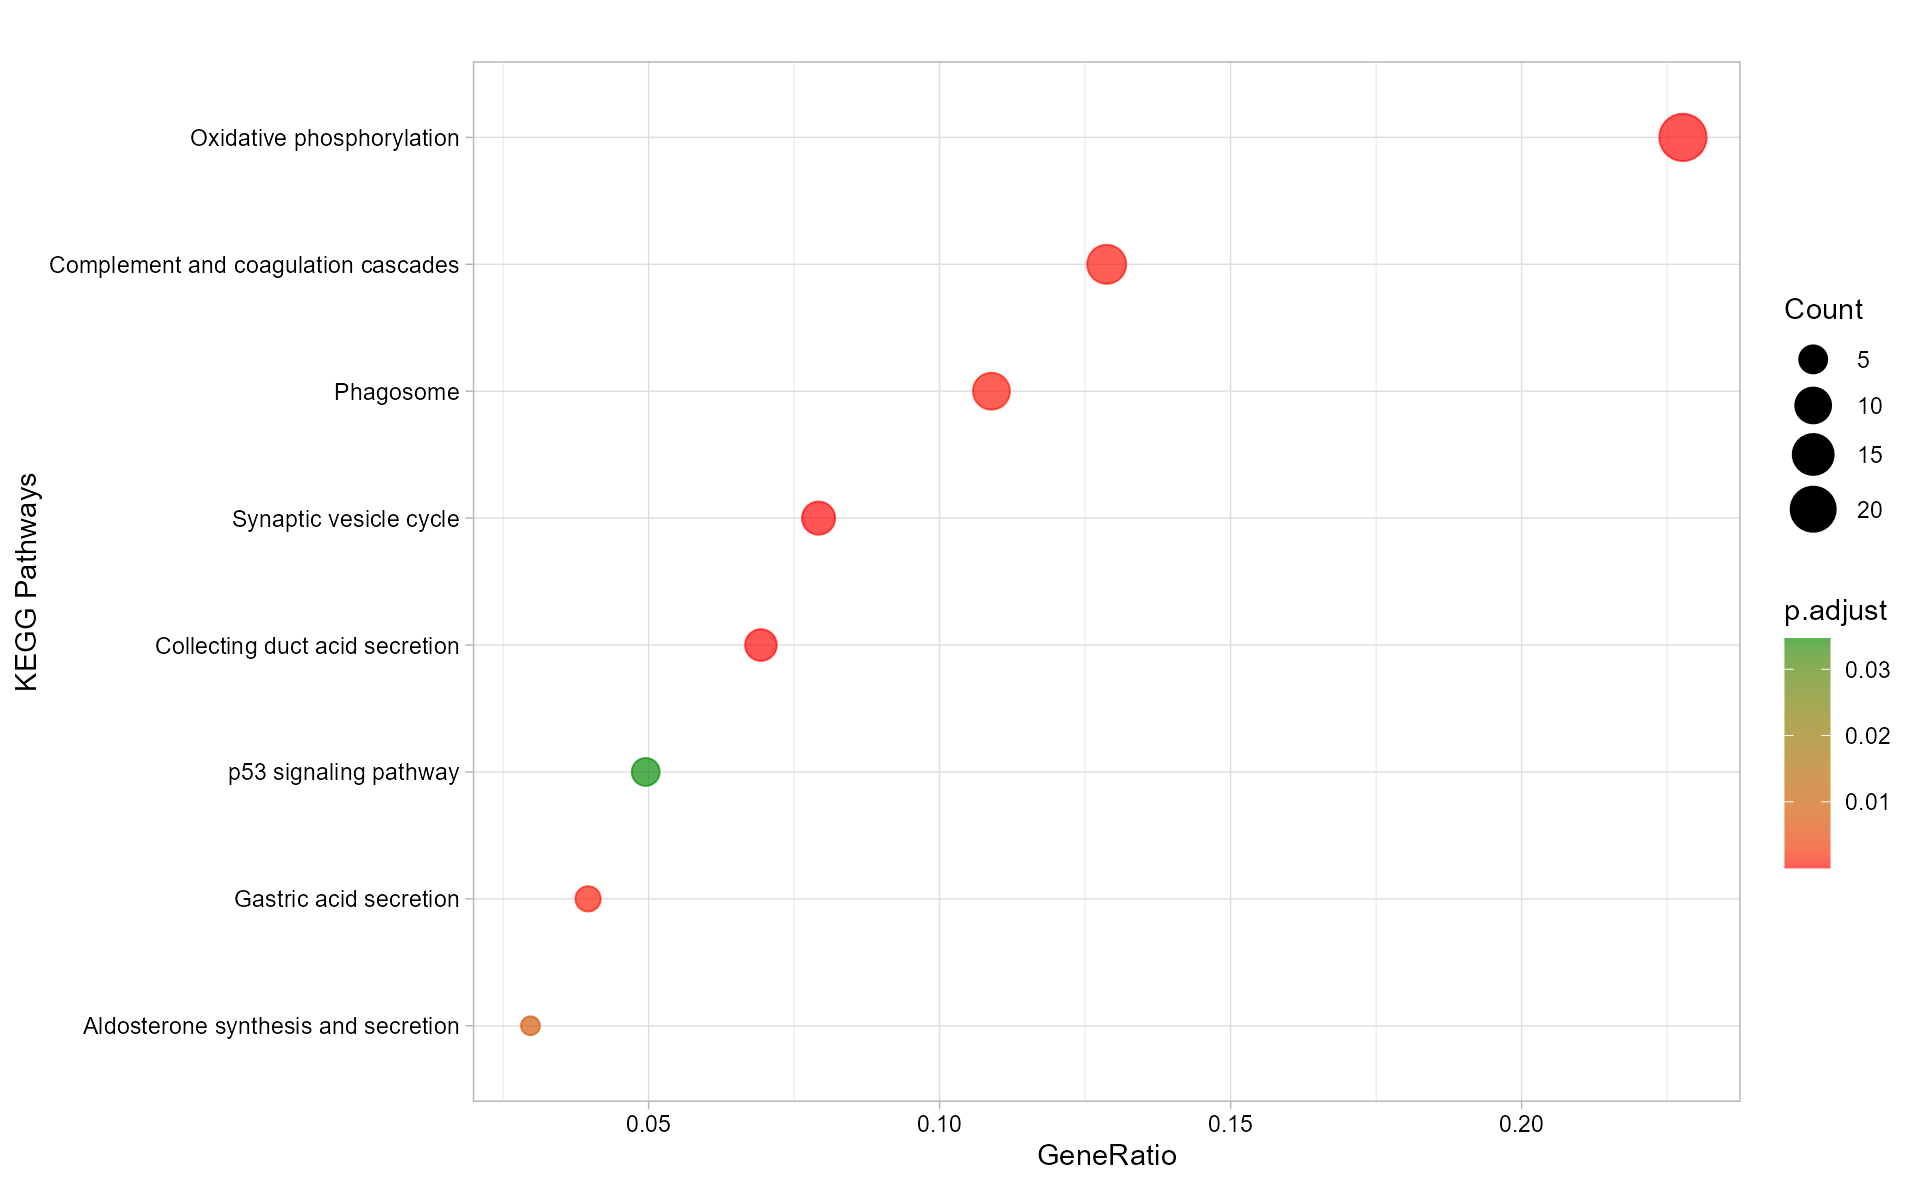 Oxidative phosphorylation
Complement and coagulation cascades
Phagosome
Synaptic vesicle cycle
Collecting duct acid secretion
p53 signaling pathway
Gastric acid secretion
Aldosterone synthesis and secretion
KEGG Pathways
0.05
0.10
0.15
0.20
GeneRatio
Count
5
10
15
20
p.adjust
0.03
0.02
0.01